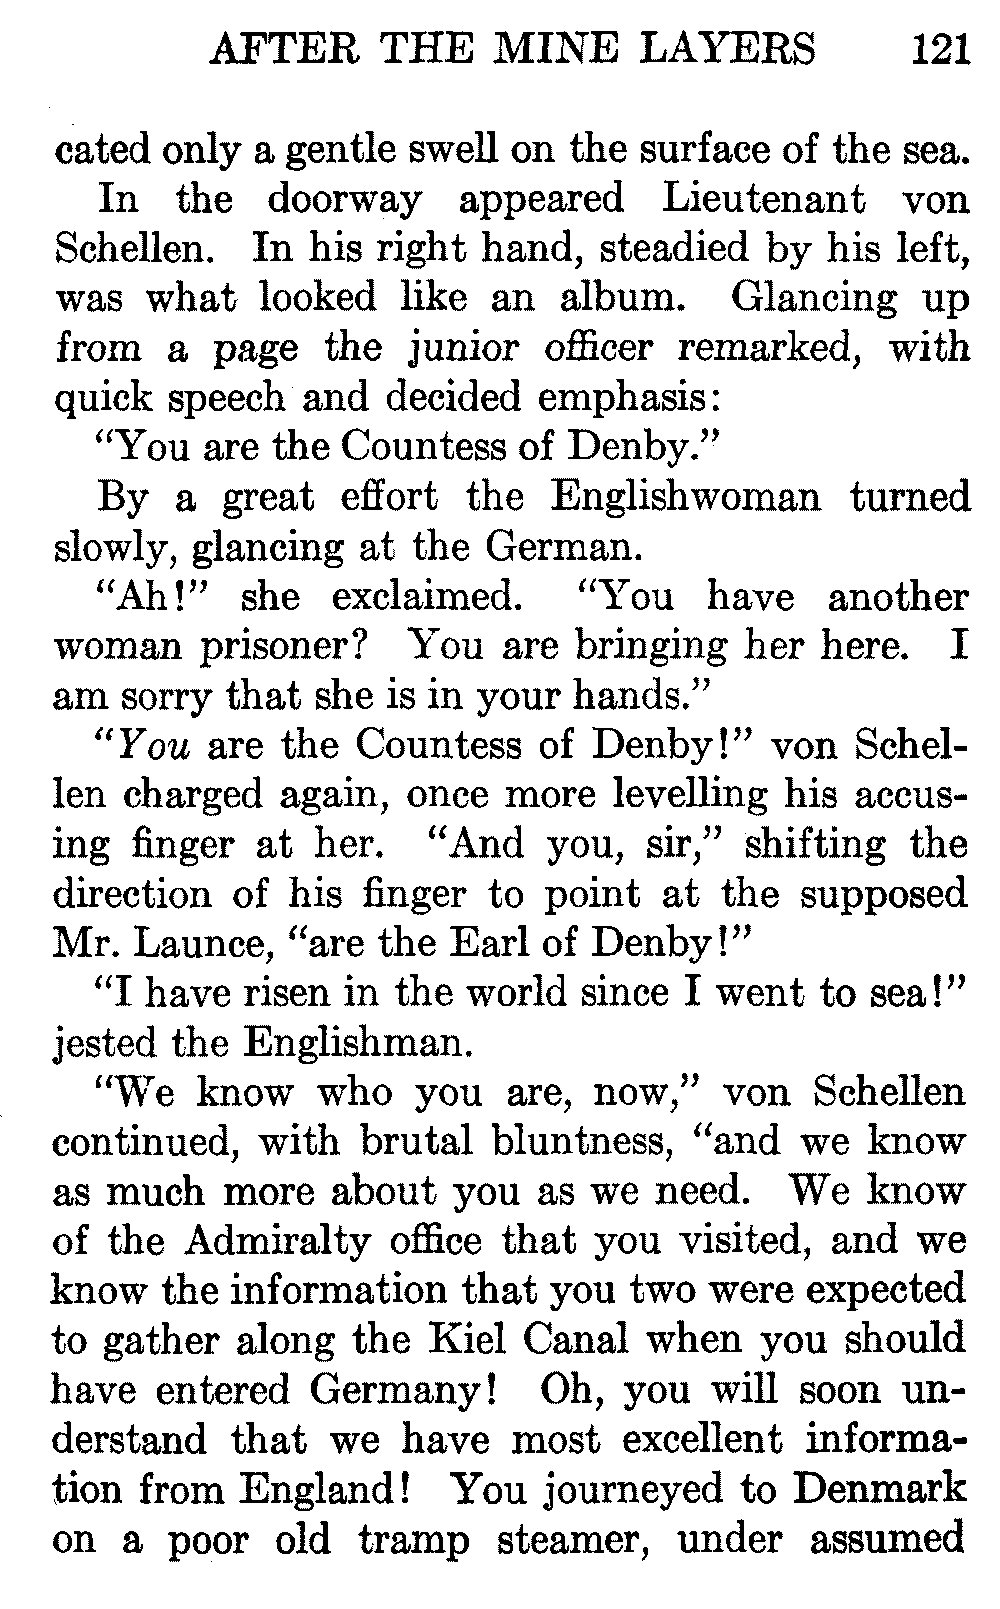 AFTER THE MINE LAYERS 121
cated only a gentle swell on the surface of the sea.
In the doorway appeared Lieutenant von
Schellen. In his right hand, steadied by his left,
was what looked like an album. Glancing up
from a page the junior officer remarked, with
quick speech and decided emphasis:
“You are the Countess of Denby.”
By a great effort the Englishwoman turned
slowly, glancing at the German.
“Ah!” she exclaimed. “You have another
woman prisoner? You are bringing her here. I
am sorry that she is in your hands.”
“You are the Countess of Denby!” von Schel-
len charged again, once more levelling his accus-
ing finger at her. “And you, sir,” shifting the
direction of his finger to point at the supposed
Mr. Launce, “are the Earl of Denby!”
“I have risen in the world since I went to sea!”
jested the Englishman.
“We know who you are, now,” von Schellen
continued, with brutal bluntness, “and we know
as much more about you as we need. We know
of the Admiralty office that you visited, and we
know the information that you two were expected
to gather along the Kiel Canal when you should
have entered Germany! Oh, you will soon un-
derstand that we have most excellent informa-
tion from England! You journeyed to Denmark
on a poor old tramp steamer, under assumed